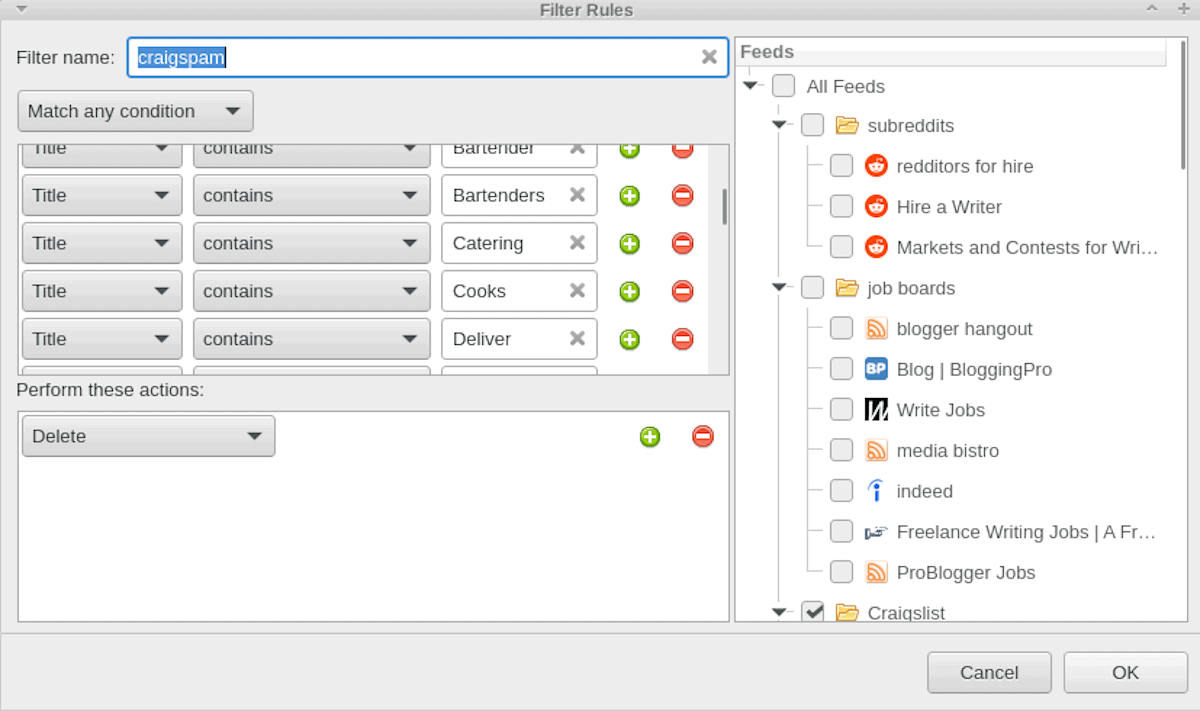 Filter Rules
Filter name: craigspam
Match any condition
Title contains Bartender
Title contains Bartenders
Title contains Catering
Title contains Cooks
Title contains Deliver
Perform these actions:
Delete
Feeds
All Feeds
subreddits
redditors for hire
Hire a Writer
Markets and Contests for Wri...
job boards
blogger hangout
BP Blog | BloggingPro
W Write Jobs
media bistro
indeed
Freelance Writing Jobs | A Fr...
ProBlogger Jobs
Craigslist
Cancel OK